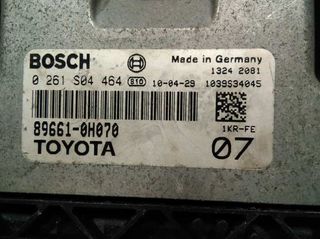 BOSCH Made in Germany
1324 2081
0 261 S04 464 B10 10-04-29 1039S34045
89661-0H070 1KR-FE
TOYOTA 07